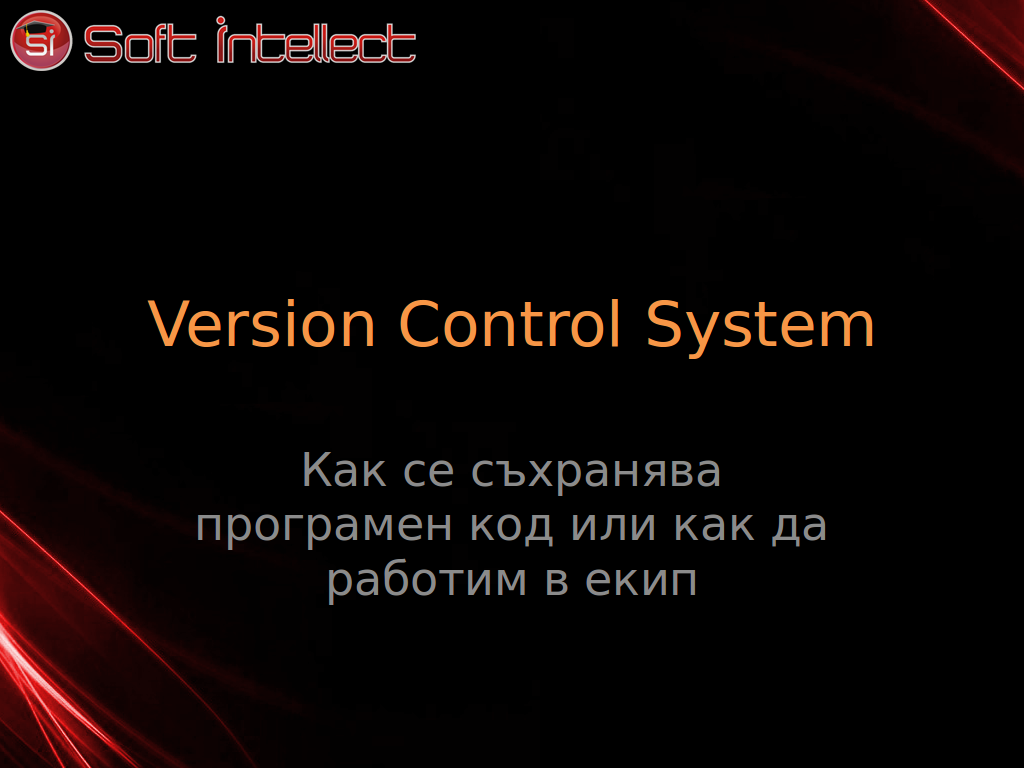 Si Soft Intellect
Version Control System
Как се съхранява
програмен код или как да
работим в екип